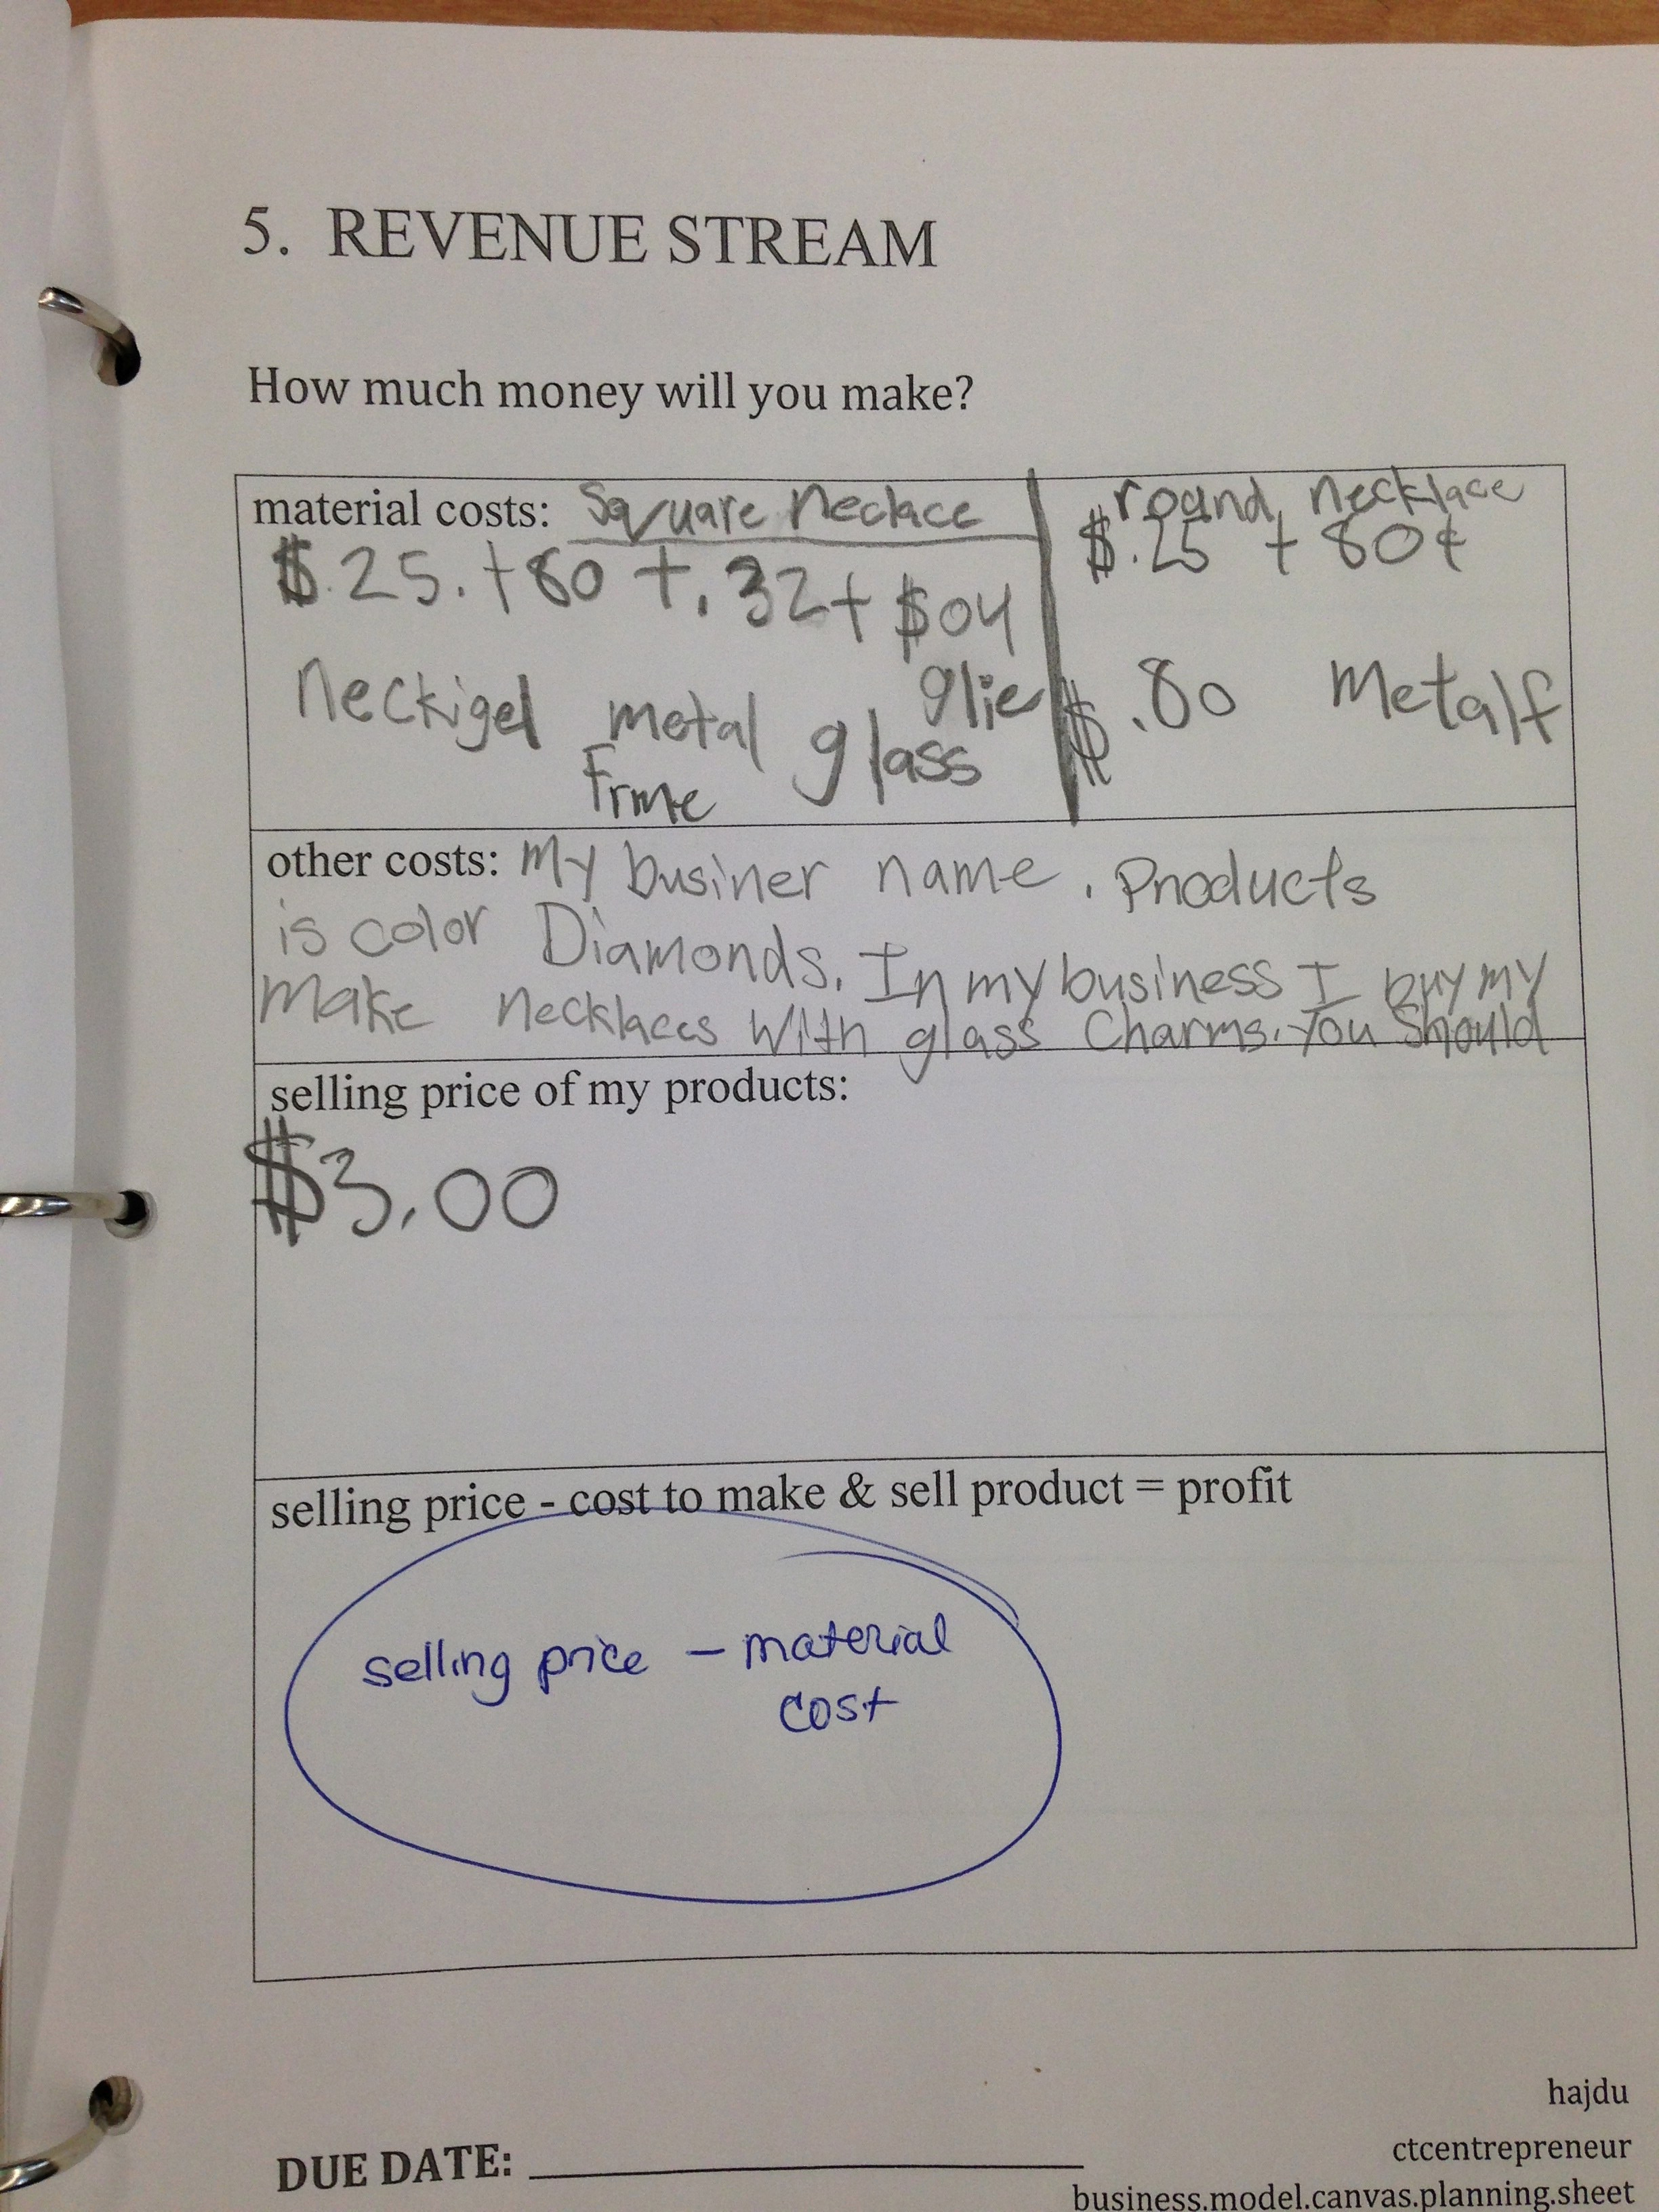 5. REVENUE STREAM
How much money will you make?
material costs: Square Neclace
$.25.+80+.32+$04
neckigel metal glass glie
Frme
round necklace
$.25 + 80¢
$.80 Metalf
other costs: My businer name. Products
is color Diamonds. In my business I buy my
Make necklaces with glass Charms. You Should
selling price of my products:
$3.00
selling price - cost to make & sell product = profit
selling price - material
cost
hajdu
ctcentrepreneur
DUE DATE:
business.model.canvas.planning.sheet